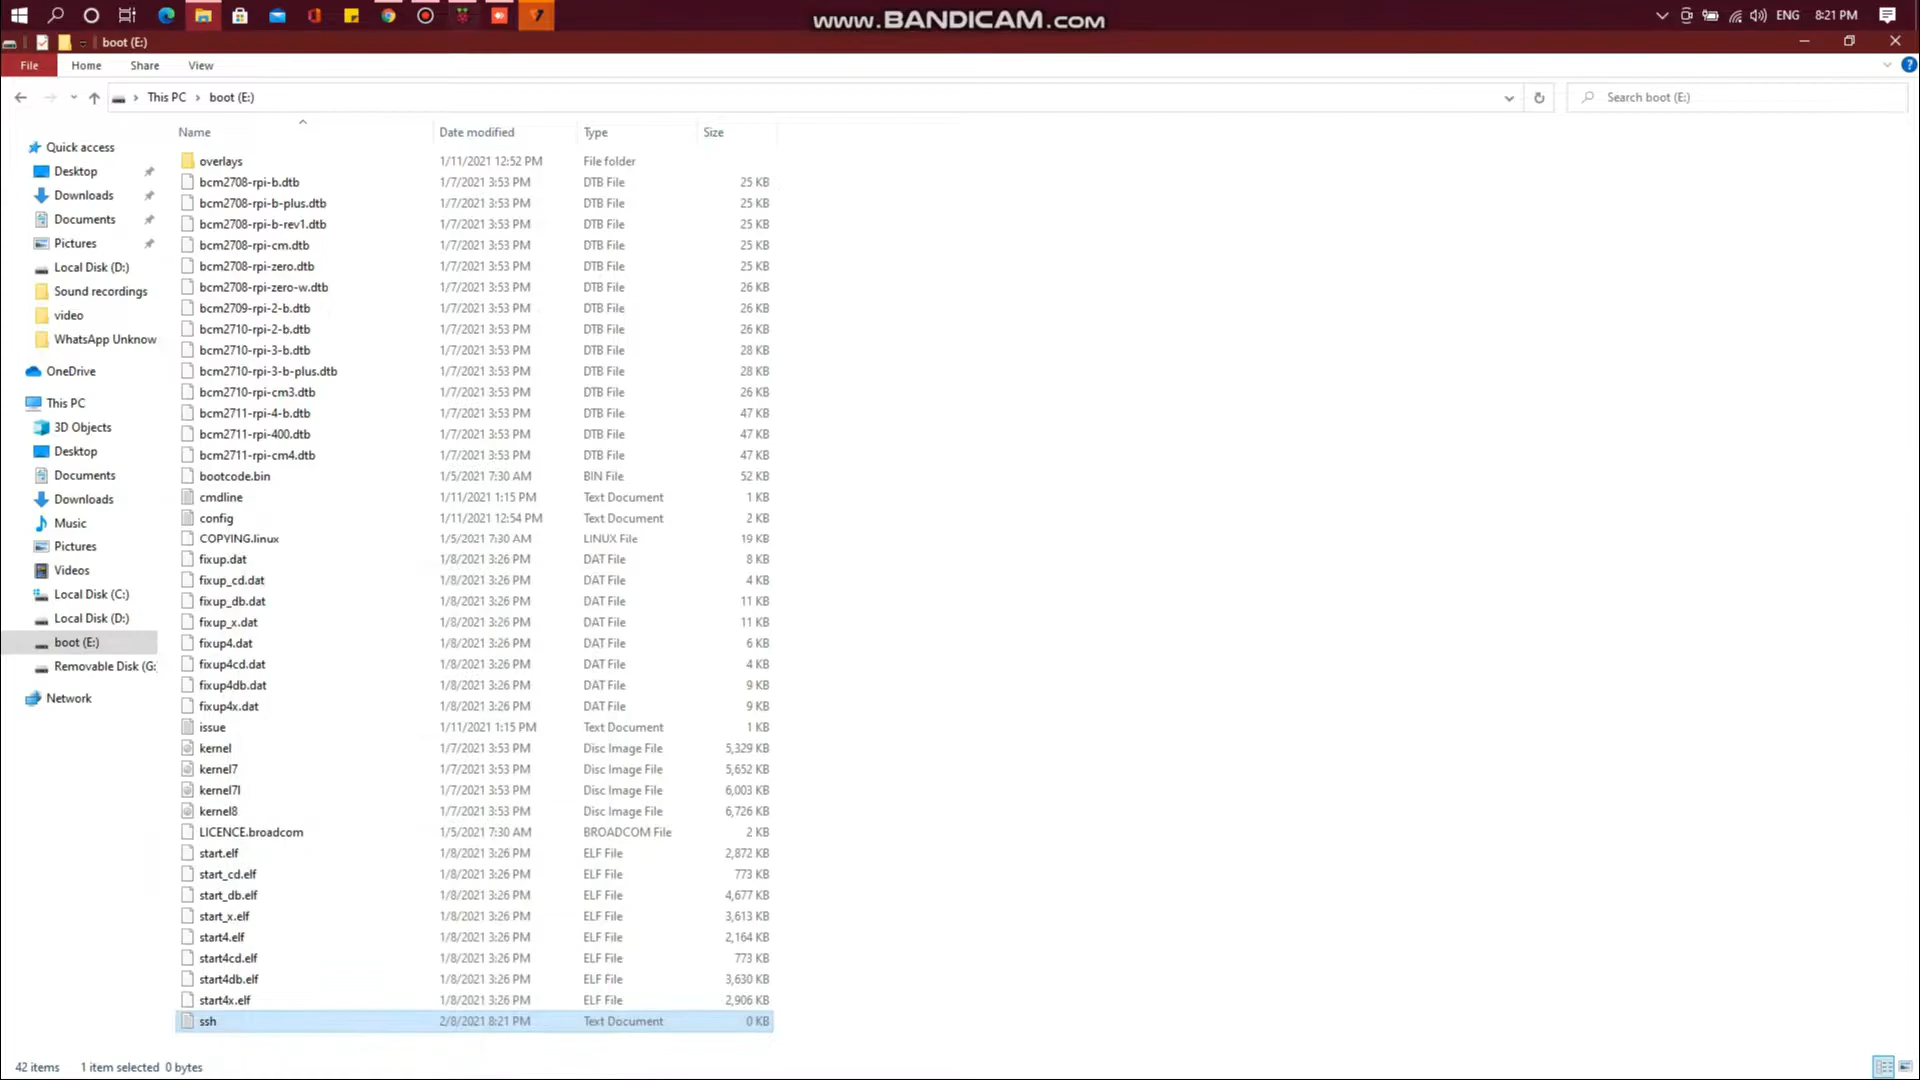 www.BANDICAM.com
ENG 8:21 PM
boot (E:)
File Home Share View
This PC › boot (E:)
Search boot (E:)
Name Date modified Type Size
Quick access
Desktop
Downloads
Documents
Pictures
Local Disk (D:)
Sound recordings
video
WhatsApp Unknow
OneDrive
This PC
3D Objects
Desktop
Documents
Downloads
Music
Pictures
Videos
Local Disk (C:)
Local Disk (D:)
boot (E:)
Removable Disk (G:
Network
overlays 1/11/2021 12:52 PM File folder
bcm2708-rpi-b.dtb 1/7/2021 3:53 PM DTB File 25 KB
bcm2708-rpi-b-plus.dtb 1/7/2021 3:53 PM DTB File 25 KB
bcm2708-rpi-b-rev1.dtb 1/7/2021 3:53 PM DTB File 25 KB
bcm2708-rpi-cm.dtb 1/7/2021 3:53 PM DTB File 25 KB
bcm2708-rpi-zero.dtb 1/7/2021 3:53 PM DTB File 25 KB
bcm2708-rpi-zero-w.dtb 1/7/2021 3:53 PM DTB File 26 KB
bcm2709-rpi-2-b.dtb 1/7/2021 3:53 PM DTB File 26 KB
bcm2710-rpi-2-b.dtb 1/7/2021 3:53 PM DTB File 26 KB
bcm2710-rpi-3-b.dtb 1/7/2021 3:53 PM DTB File 28 KB
bcm2710-rpi-3-b-plus.dtb 1/7/2021 3:53 PM DTB File 28 KB
bcm2710-rpi-cm3.dtb 1/7/2021 3:53 PM DTB File 26 KB
bcm2711-rpi-4-b.dtb 1/7/2021 3:53 PM DTB File 47 KB
bcm2711-rpi-400.dtb 1/7/2021 3:53 PM DTB File 47 KB
bcm2711-rpi-cm4.dtb 1/7/2021 3:53 PM DTB File 47 KB
bootcode.bin 1/5/2021 7:30 AM BIN File 52 KB
cmdline 1/11/2021 1:15 PM Text Document 1 KB
config 1/11/2021 12:54 PM Text Document 2 KB
COPYING.linux 1/5/2021 7:30 AM LINUX File 19 KB
fixup.dat 1/8/2021 3:26 PM DAT File 8 KB
fixup_cd.dat 1/8/2021 3:26 PM DAT File 4 KB
fixup_db.dat 1/8/2021 3:26 PM DAT File 11 KB
fixup_x.dat 1/8/2021 3:26 PM DAT File 11 KB
fixup4.dat 1/8/2021 3:26 PM DAT File 6 KB
fixup4cd.dat 1/8/2021 3:26 PM DAT File 4 KB
fixup4db.dat 1/8/2021 3:26 PM DAT File 9 KB
fixup4x.dat 1/8/2021 3:26 PM DAT File 9 KB
issue 1/11/2021 1:15 PM Text Document 1 KB
kernel 1/7/2021 3:53 PM Disc Image File 5,329 KB
kernel7 1/7/2021 3:53 PM Disc Image File 5,652 KB
kernel7l 1/7/2021 3:53 PM Disc Image File 6,003 KB
kernel8 1/7/2021 3:53 PM Disc Image File 6,726 KB
LICENCE.broadcom 1/5/2021 7:30 AM BROADCOM File 2 KB
start.elf 1/8/2021 3:26 PM ELF File 2,872 KB
start_cd.elf 1/8/2021 3:26 PM ELF File 773 KB
start_db.elf 1/8/2021 3:26 PM ELF File 4,677 KB
start_x.elf 1/8/2021 3:26 PM ELF File 3,613 KB
start4.elf 1/8/2021 3:26 PM ELF File 2,164 KB
start4cd.elf 1/8/2021 3:26 PM ELF File 773 KB
start4db.elf 1/8/2021 3:26 PM ELF File 3,630 KB
start4x.elf 1/8/2021 3:26 PM ELF File 2,906 KB
ssh 2/8/2021 8:21 PM Text Document 0 KB
42 items 1 item selected 0 bytes